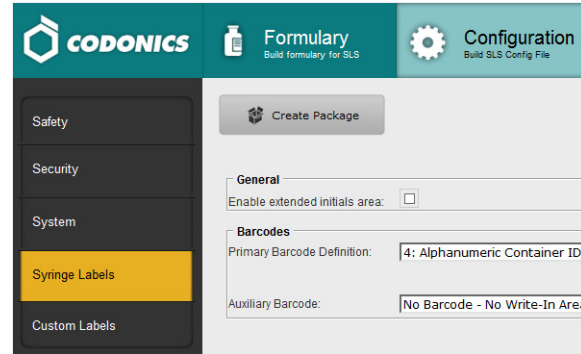 CODONICS
Formulary
Build formulary for SLS
Configuration
Build SLS Config File
Safety
Security
System
Syringe Labels
Custom Labels
Create Package
General
Enable extended initials area:
Barcodes
Primary Barcode Definition:
4: Alphanumeric Container ID
Auxiliary Barcode:
No Barcode - No Write-In Area